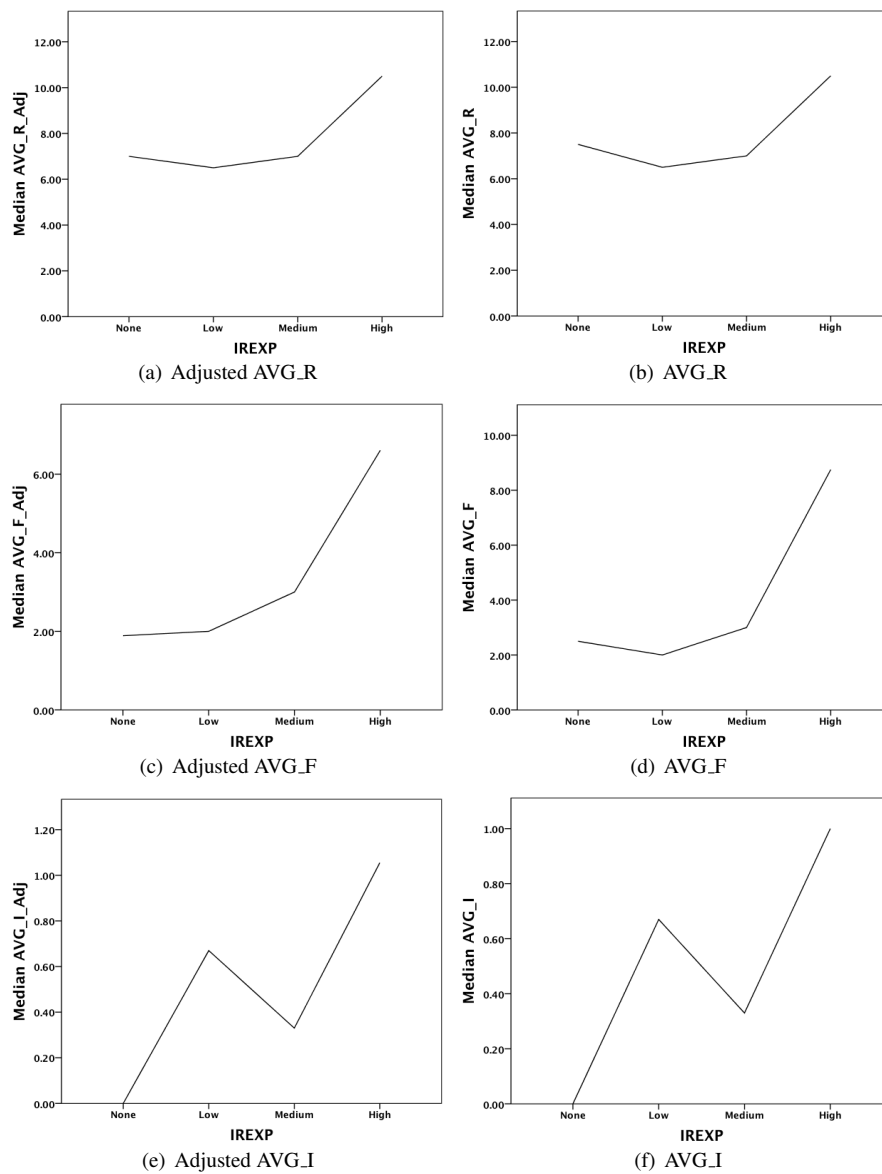 Median AVG_R_Adj
12.00
10.00
8.00
6.00
4.00
2.00
0.00
None Low Medium High
IREXP
(a) Adjusted AVG_R
Median AVG_R
12.00
10.00
8.00
6.00
4.00
2.00
0.00
None Low Medium High
IREXP
(b) AVG_R
Median AVG_F_Adj
6.00
4.00
2.00
0.00
None Low Medium High
IREXP
(c) Adjusted AVG_F
Median AVG_F
10.00
8.00
6.00
4.00
2.00
0.00
None Low Medium High
IREXP
(d) AVG_F
Median AVG_I_Adj
1.20
1.00
0.80
0.60
0.40
0.20
0.00
None Low Medium High
IREXP
(e) Adjusted AVG_I
Median AVG_I
1.00
0.80
0.60
0.40
0.20
0.00
None Low Medium High
IREXP
(f) AVG_I